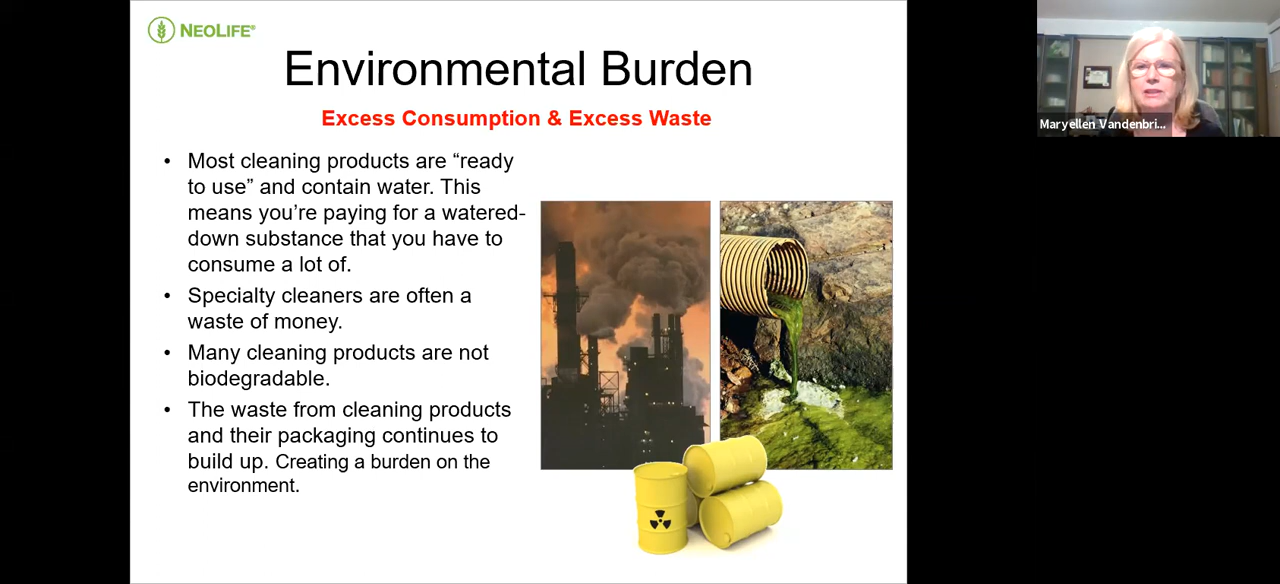 NEOLIFE®
Environmental Burden
Excess Consumption & Excess Waste
• Most cleaning products are “ready
to use” and contain water. This
means you’re paying for a watered-
down substance that you have to
consume a lot of.
• Specialty cleaners are often a
waste of money.
• Many cleaning products are not
biodegradable.
• The waste from cleaning products
and their packaging continues to
build up. Creating a burden on the
environment.
Maryellen Vandenbri...